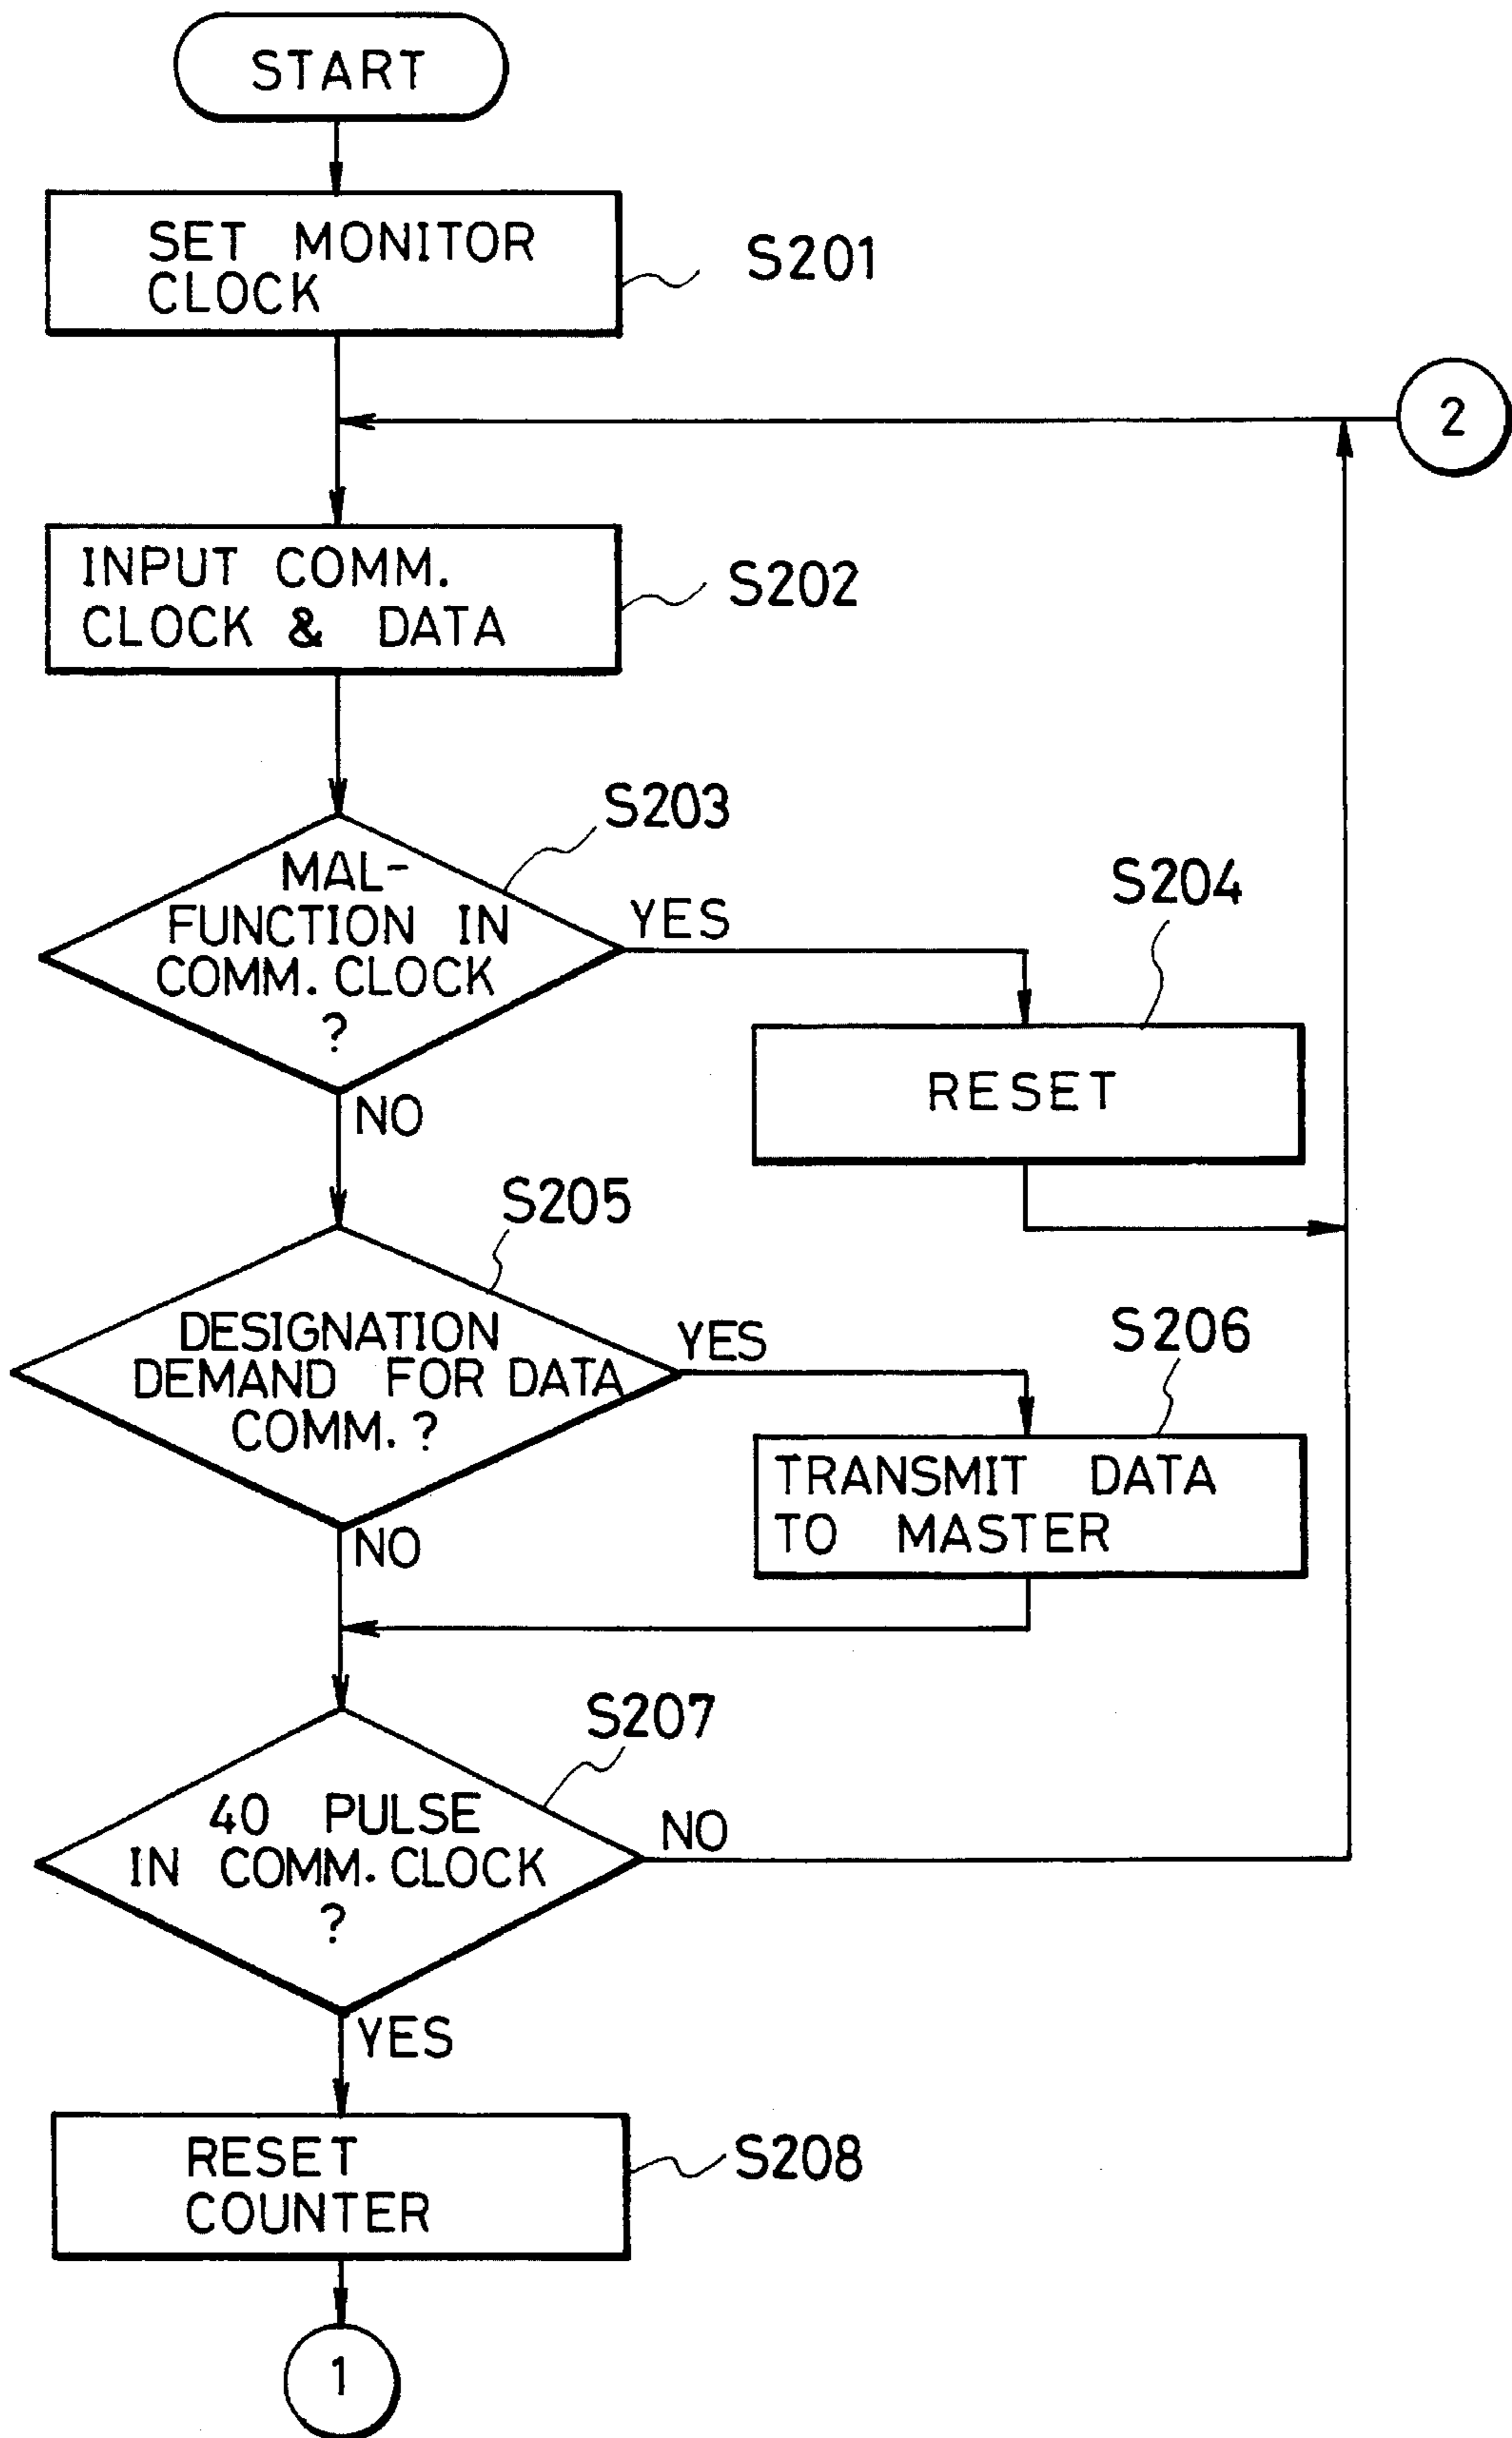 START
SET MONITOR
CLOCK
S201
2
INPUT COMM.
CLOCK & DATA
S202
S203
MAL-
FUNCTION IN
COMM. CLOCK
?
YES
S204
RESET
NO
S205
DESIGNATION
DEMAND FOR DATA
COMM. ?
YES
S206
TRANSMIT DATA
TO MASTER
NO
S207
40 PULSE
IN COMM. CLOCK
?
NO
YES
RESET
COUNTER
S208
1